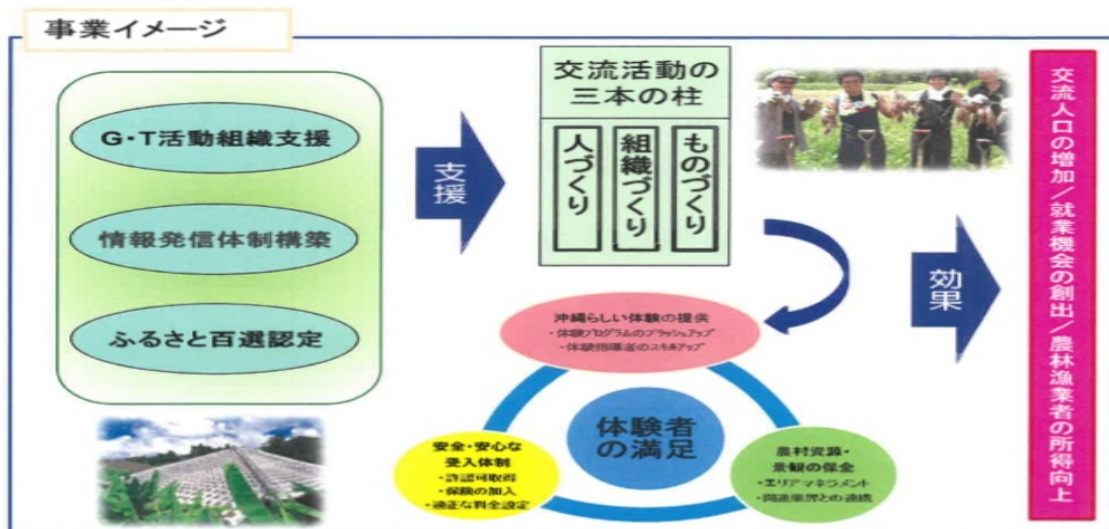 事業イメージ
G・T活動組織支援
情報発信体制構築
ふるさと百選認定
支援
交流活動の
三本の柱
人づくり
組織づくり
ものづくり
沖縄らしい体験の提供
・体験プログラムのブラッシュアップ
・体験指導者のスキルアップ
体験者
の満足
安全・安心な
受入体制
・許認可取得
・保険の加入
・適正な料金設定
農村資源・
景観の保全
・エリアマネジメント
・関連業界との連携
効果
交流人口の増加/就業機会の創出/農林漁業者の所得向上